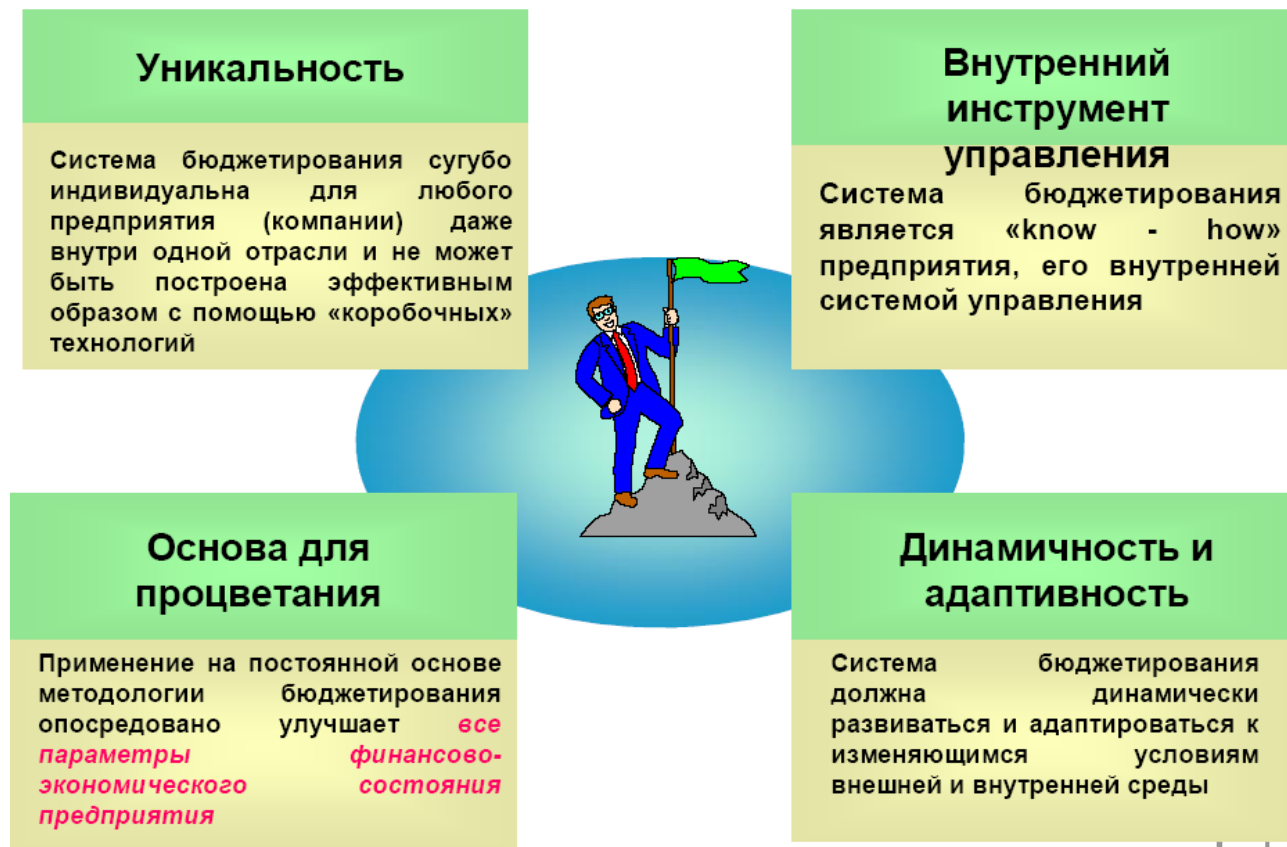 Уникальность
Система бюджетирования сугубо
индивидуальна для любого
предприятия (компании) даже
внутри одной отрасли и не может
быть построена эффективным
образом с помощью «коробочных»
технологий
Внутренний
инструмент
управления
Система бюджетирования
является «know - how»
предприятия, его внутренней
системой управления
Основа для
процветания
Применение на постоянной основе
методологии бюджетирования
опосредовано улучшает все
параметры финансово-
экономического состояния
предприятия
Динамичность и
адаптивность
Система бюджетирования
должна динамически
развиваться и адаптироваться к
изменяющимся условиям
внешней и внутренней среды